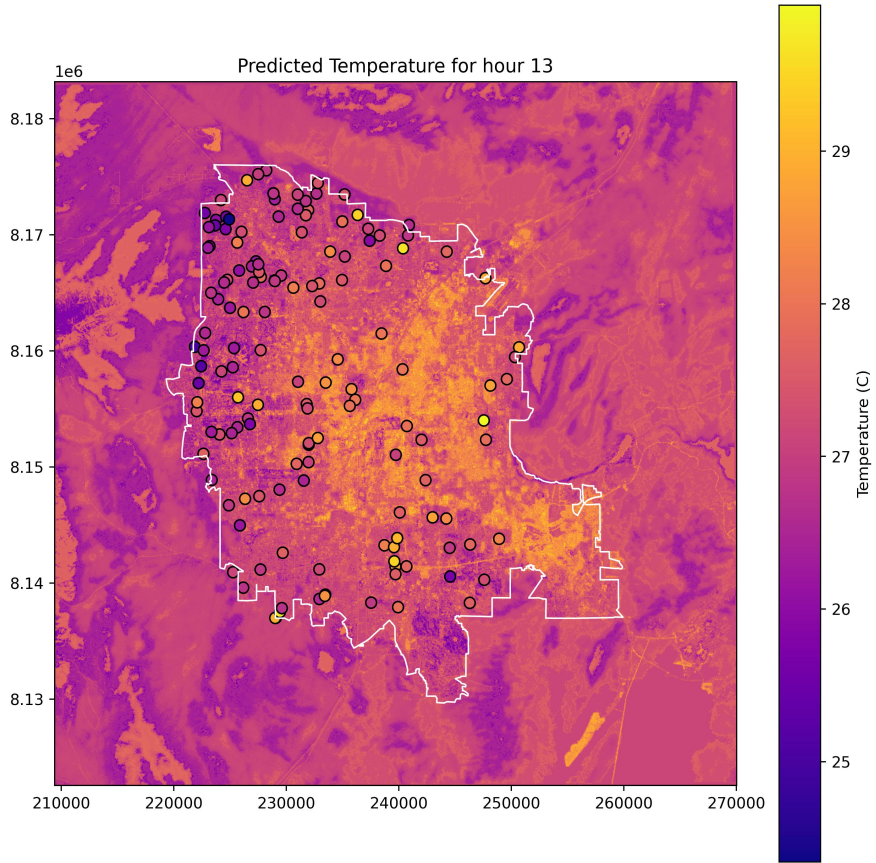 Predicted Temperature for hour 13
1e6
8.18
8.17
8.16
8.15
8.14
8.13
210000 220000 230000 240000 250000 260000 270000
29
28
27
26
25
Temperature (C)